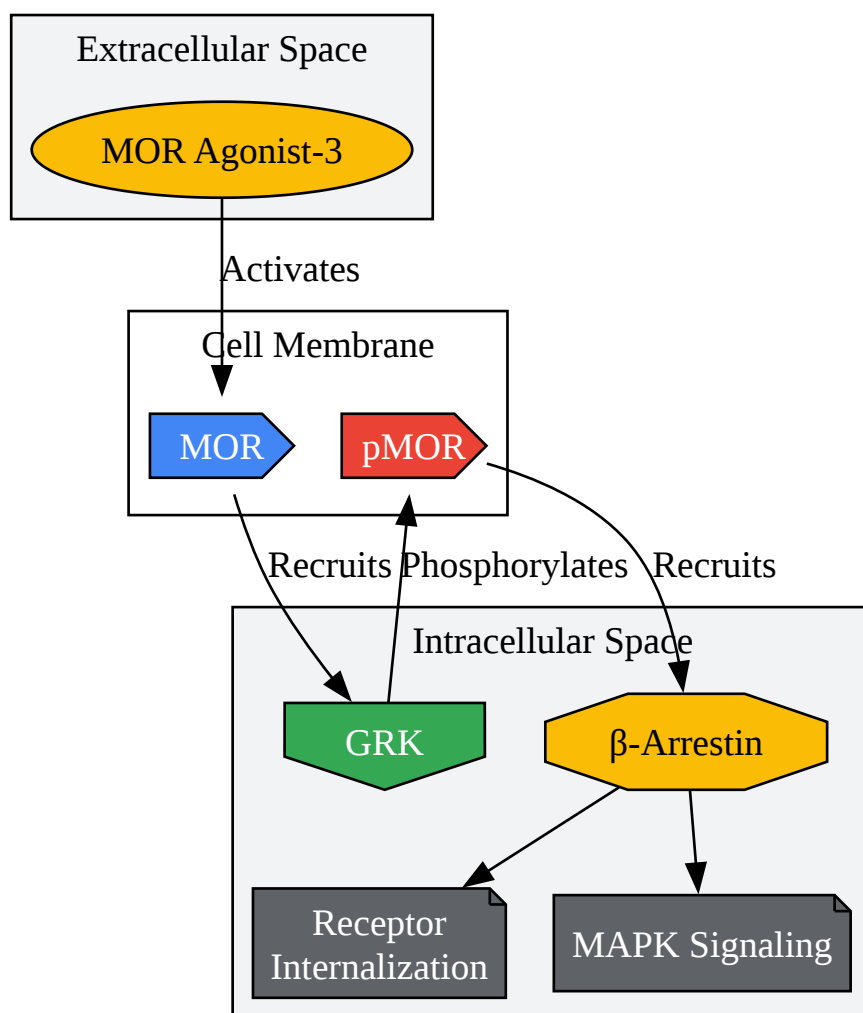 Extracellular Space
MOR Agonist-3
Activates
Cell Membrane
MOR
pMOR
Recruits
Phosphorylates
Recruits
Intracellular Space
GRK
β-Arrestin
Receptor
Internalization
MAPK Signaling